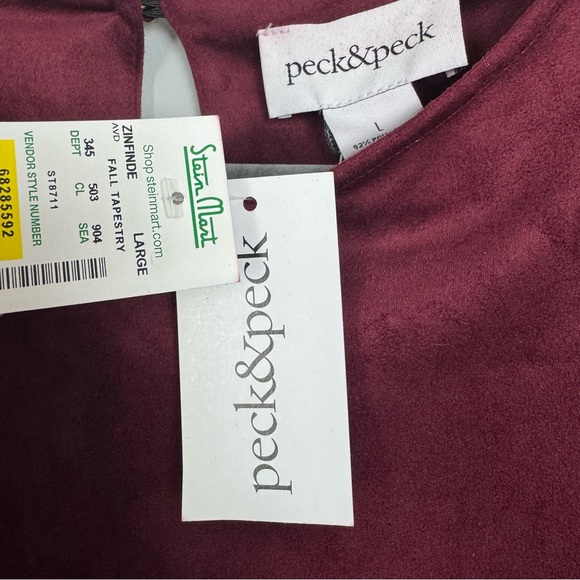 peck&peck
L
Stein Mart
Shop steinmart.com
ZINFINDE LARGE
AVD FALL TAPESTRY
345 503 904
DEPT CL SEA
ST8711
VENDOR STYLE NUMBER
68285592
peck&peck